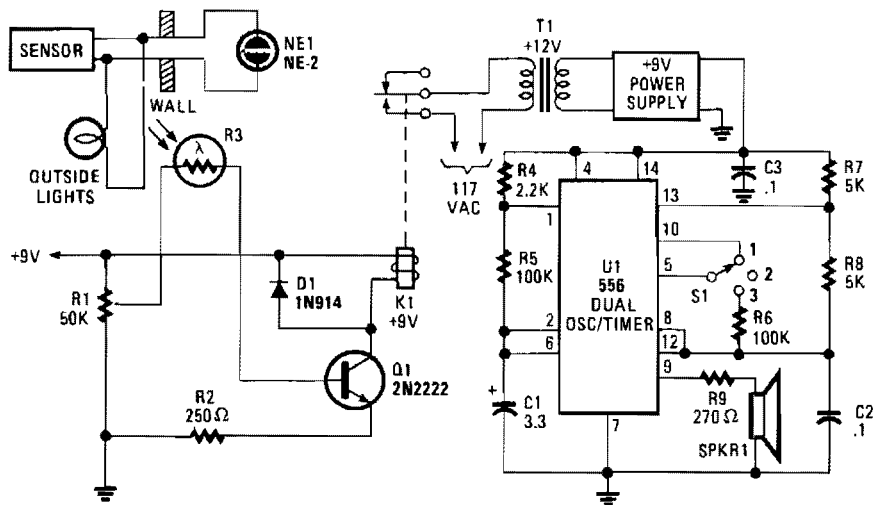 SENSOR
NE1
NE-2
WALL
λ
R3
OUTSIDE
LIGHTS
+9V
R1
50K
D1
1N914
K1
+9V
Q1
2N2222
R2
250Ω
T1
+12V
+9V
POWER
SUPPLY
117
VAC
R4
2.2K
4
14
C3
.1
R7
5K
1
13
10
R5
100K
U1
556
DUAL
OSC/TIMER
5
S1
1
2
3
R8
5K
2
6
8
12
R6
100K
9
+
C1
3.3
7
R9
270Ω
SPKR1
C2
.1